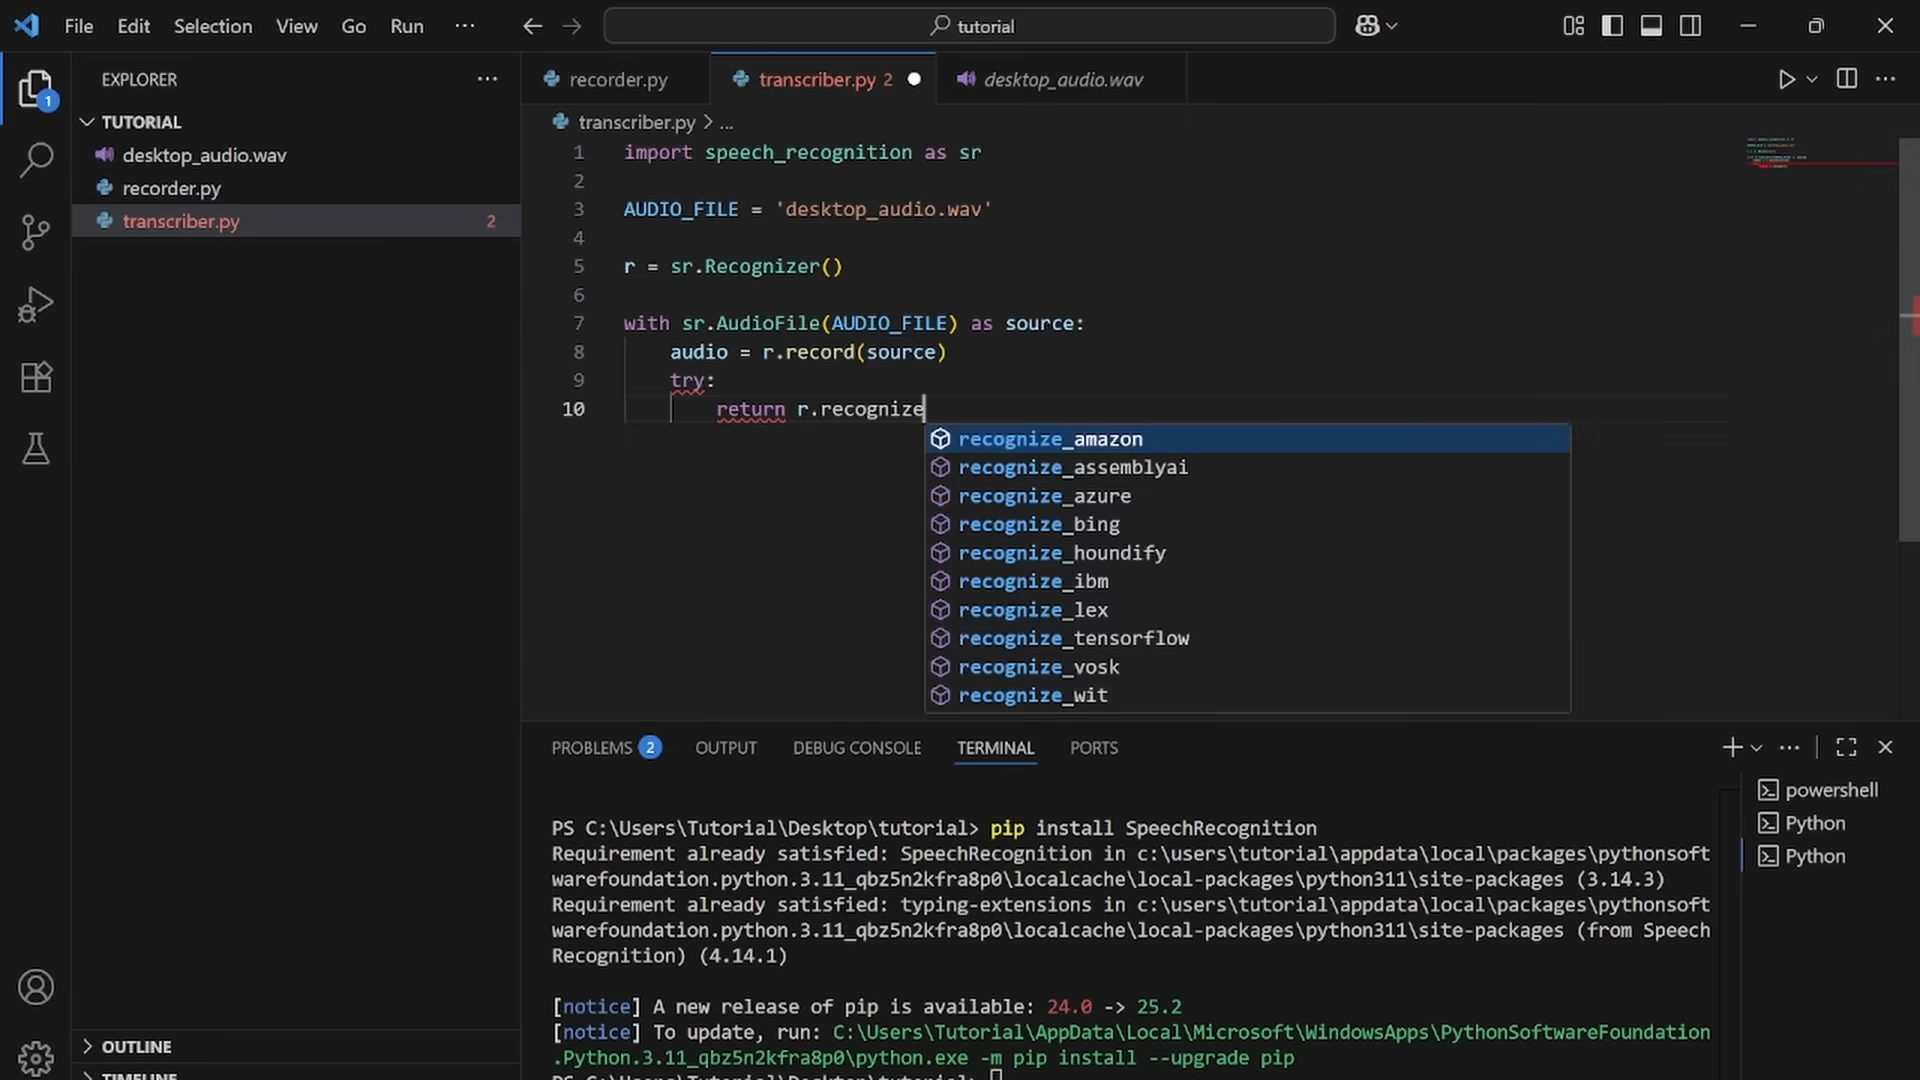 File Edit Selection View Go Run ...
tutorial
EXPLORER
TUTORIAL
desktop_audio.wav
recorder.py
transcriber.py 2
OUTLINE
TIMELINE
1
recorder.py
transcriber.py 2
desktop_audio.wav
transcriber.py > ...
1 import speech_recognition as sr
2
3 AUDIO_FILE = 'desktop_audio.wav'
4
5 r = sr.Recognizer()
6
7 with sr.AudioFile(AUDIO_FILE) as source:
8 audio = r.record(source)
9 try:
10 return r.recognize
recognize_amazon
recognize_assemblyai
recognize_azure
recognize_bing
recognize_houndify
recognize_ibm
recognize_lex
recognize_tensorflow
recognize_vosk
recognize_wit
PROBLEMS 2 OUTPUT DEBUG CONSOLE TERMINAL PORTS
PS C:\Users\Tutorial\Desktop\tutorial> pip install SpeechRecognition
Requirement already satisfied: SpeechRecognition in c:\users\tutorial\appdata\local\packages\pythonsoft
warefoundation.python.3.11_qbz5n2kfra8p0\localcache\local-packages\python311\site-packages (3.14.3)
Requirement already satisfied: typing-extensions in c:\users\tutorial\appdata\local\packages\pythonsoft
warefoundation.python.3.11_qbz5n2kfra8p0\localcache\local-packages\python311\site-packages (from Speech
Recognition) (4.14.1)
[notice] A new release of pip is available: 24.0 -> 25.2
[notice] To update, run: C:\Users\Tutorial\AppData\Local\Microsoft\WindowsApps\PythonSoftwareFoundation
.Python.3.11_qbz5n2kfra8p0\python.exe -m pip install --upgrade pip
PS C:\Users\Tutorial\Desktop\tutorial>
powershell
Python
Python